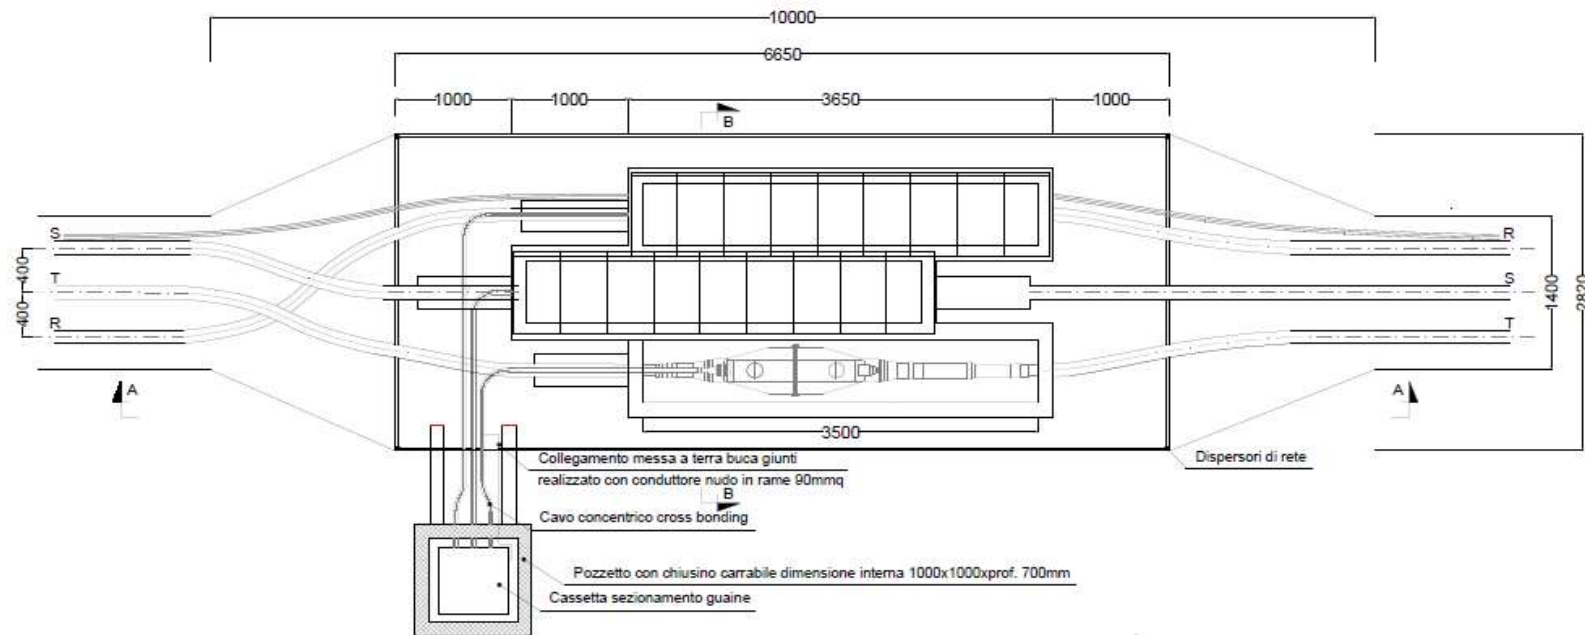 10000
6650
1000 1000 3650 1000
B
S R
400
T S
400
R T
1400
2820
A A
3500
Collegamento messa a terra buca giunti
realizzato con conduttore nudo in rame 90mmq
Dispersori di rete
B
Cavo concentrico cross bonding
Pozzetto con chiusino carrabile dimensione interna 1000x1000xprof. 700mm
Cassetta sezionamento guaine